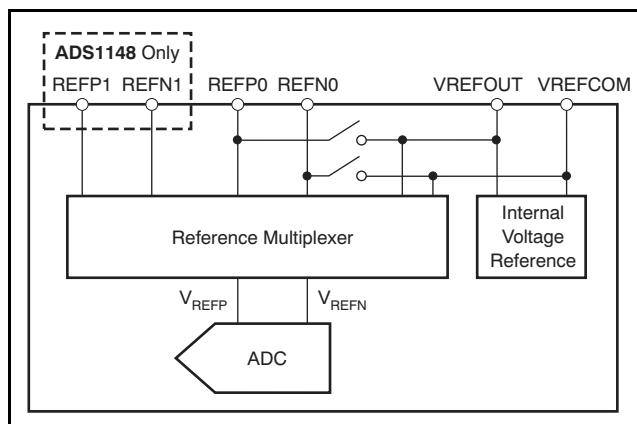 ADS1148 Only
REFP1 REFN1 REFP0 REFN0 VREFOUT VREFCOM
Reference Multiplexer
Internal
Voltage
Reference
VREFP VREFN
ADC